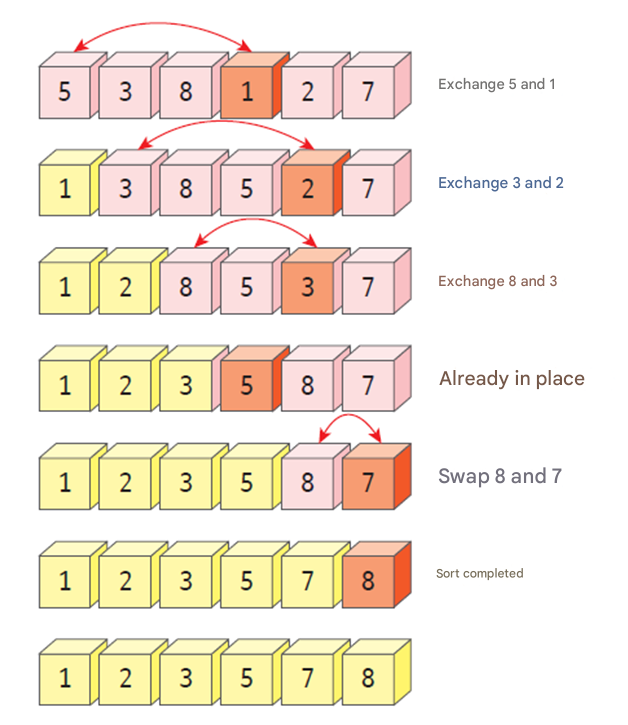 5 3 8 1 2 7 Exchange 5 and 1
1 3 8 5 2 7 Exchange 3 and 2
1 2 8 5 3 7 Exchange 8 and 3
1 2 3 5 8 7 Already in place
1 2 3 5 8 7 Swap 8 and 7
1 2 3 5 7 8 Sort completed
1 2 3 5 7 8